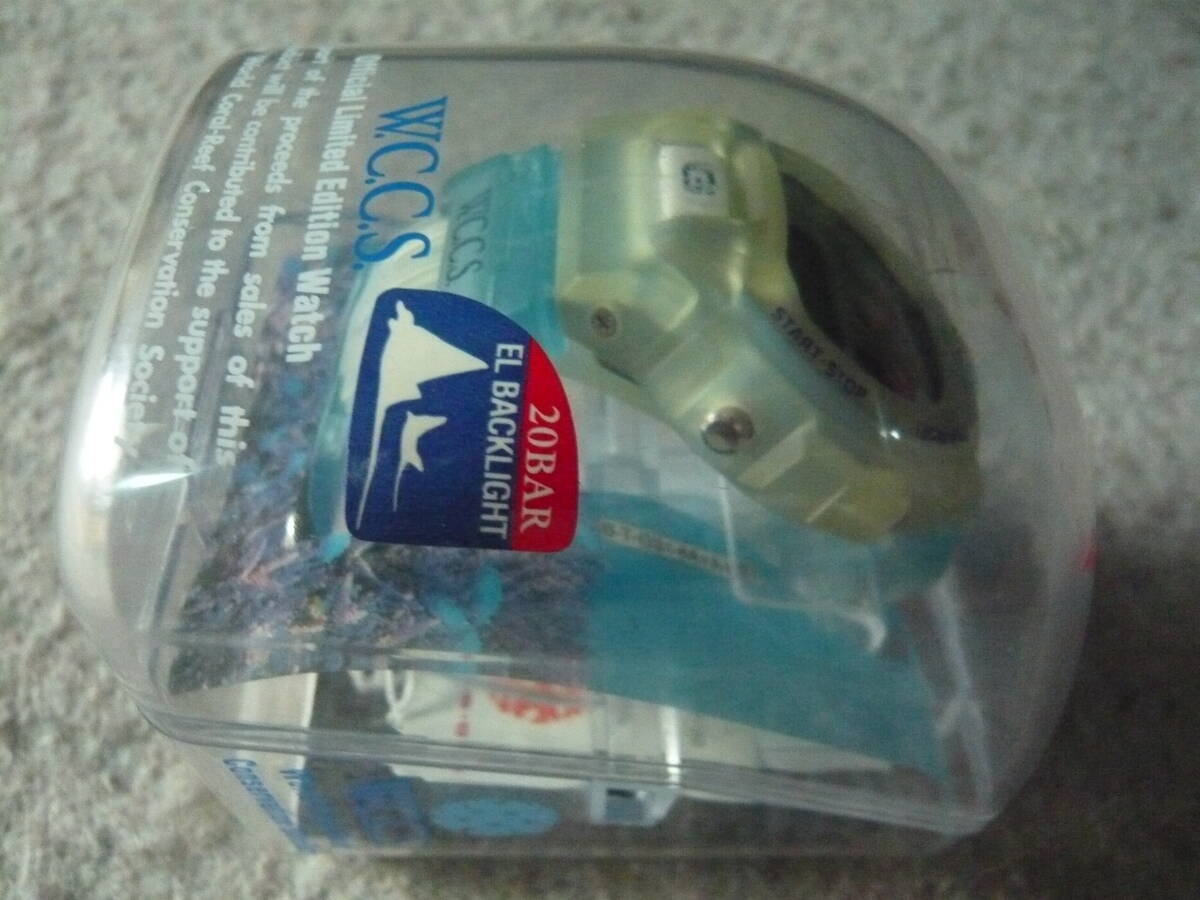 W.C.C.S.
Official Limited Edition Watch
of the proceeds from sales of this
will be contributed to the support of
World Coral-Reef Conservation Society
W.C.C.S
20BAR
EL BACKLIGHT
START·STOP
G